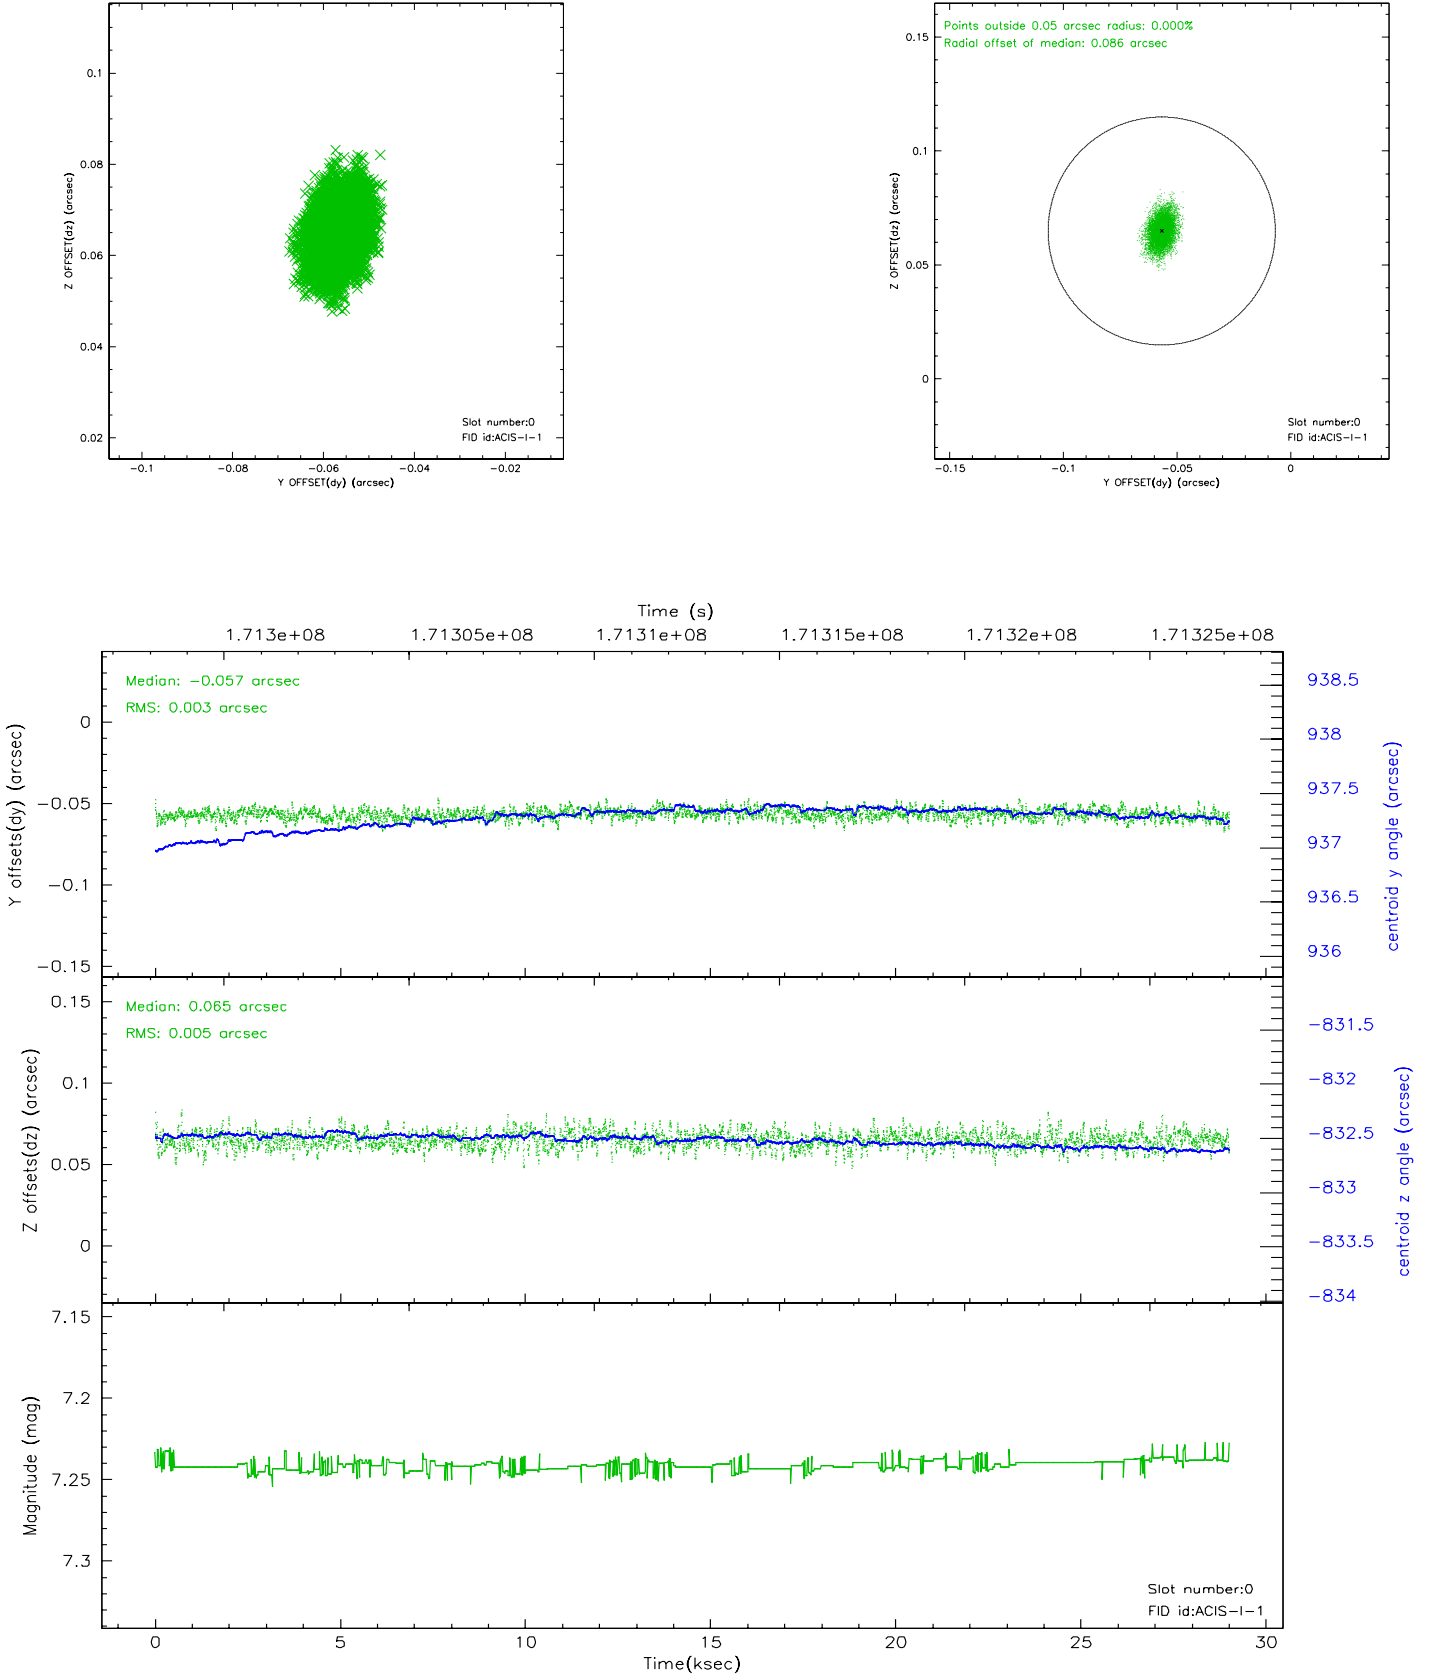 0.1
0.08
0.06
0.04
0.02
Z OFFSET(dz) (arcsec)
Slot number:0
FID id:ACIS-I-1
-0.1 -0.08 -0.06 -0.04 -0.02
Y OFFSET(dy) (arcsec)
Points outside 0.05 arcsec radius: 0.000%
Radial offset of median: 0.086 arcsec
0.15
0.1
0.05
0
Z OFFSET(dz) (arcsec)
Slot number:0
FID id:ACIS-I-1
-0.15 -0.1 -0.05 0
Y OFFSET(dy) (arcsec)
Time (s)
1.713e+08 1.71305e+08 1.7131e+08 1.71315e+08 1.7132e+08 1.71325e+08
Median: -0.057 arcsec
RMS: 0.003 arcsec
0
-0.05
-0.1
-0.15
Y offsets(dy) (arcsec)
938.5
938
937.5
937
936.5
936
centroid y angle (arcsec)
Median: 0.065 arcsec
RMS: 0.005 arcsec
0.15
0.1
0.05
0
Z offsets(dz) (arcsec)
-831.5
-832
-832.5
-833
-833.5
-834
centroid z angle (arcsec)
7.15
7.2
7.25
7.3
Magnitude (mag)
Slot number:0
FID id:ACIS-I-1
0 5 10 15 20 25 30
Time(ksec)